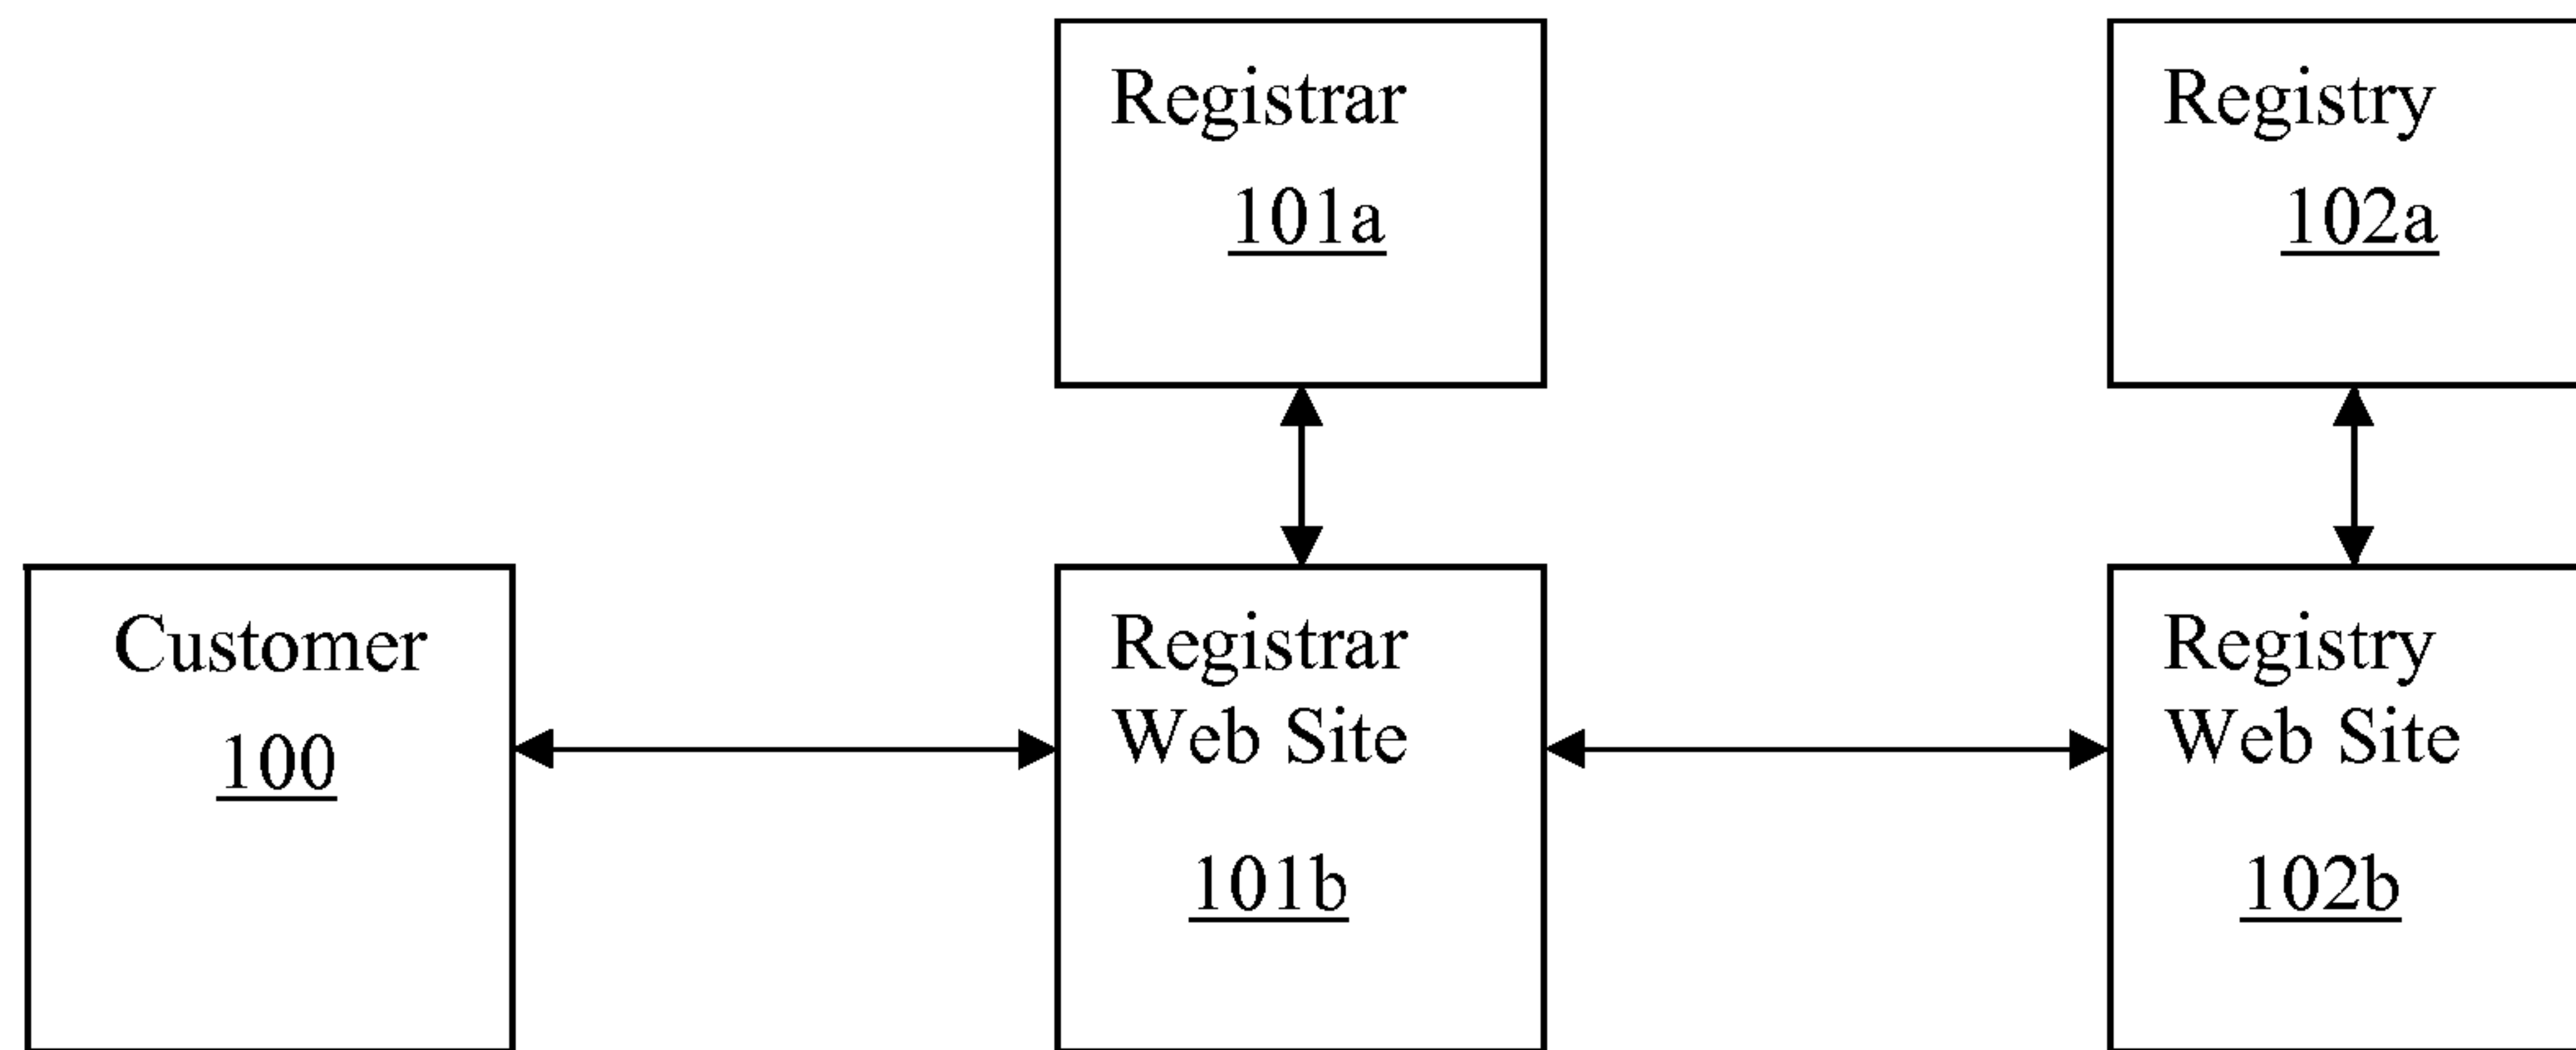 Registrar
101a
Registry
102a
Customer
100
Registrar
Web Site
101b
Registry
Web Site
102b